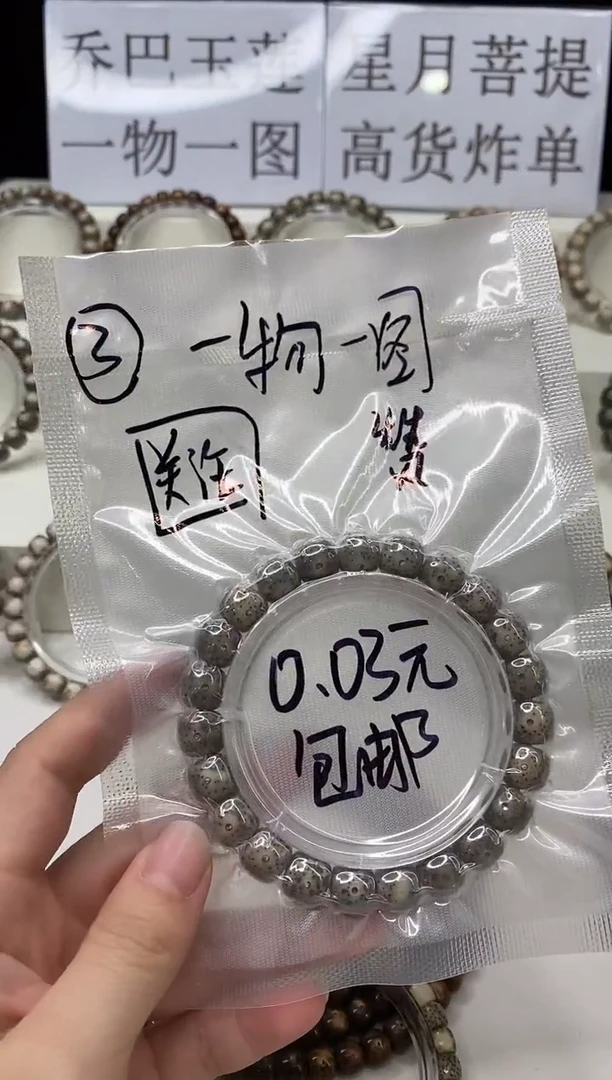 乔巴玉莲 星月菩提
一物一图 高货炸单
③ 一物一图
0.03元
包邮